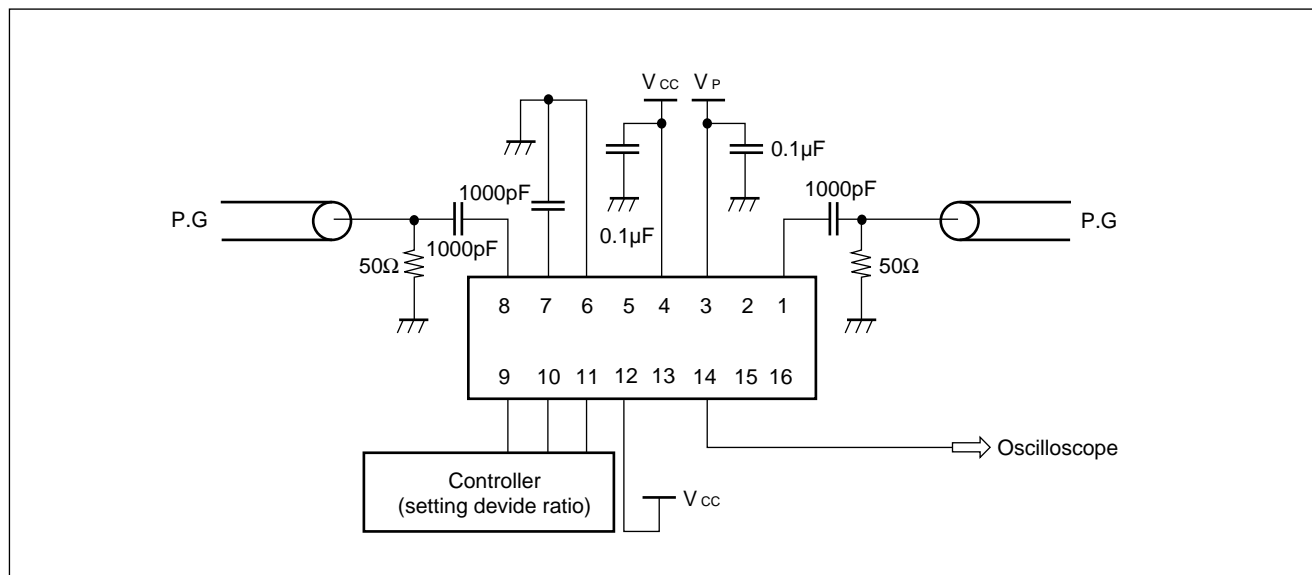 V CC
V P
0.1µF
1000pF
1000pF
P.G
P.G
1000pF
0.1µF
50Ω
50Ω
8 7 6 5 4 3 2 1
9 10 11 12 13 14 15 16
Oscilloscope
Controller
(setting devide ratio)
V CC